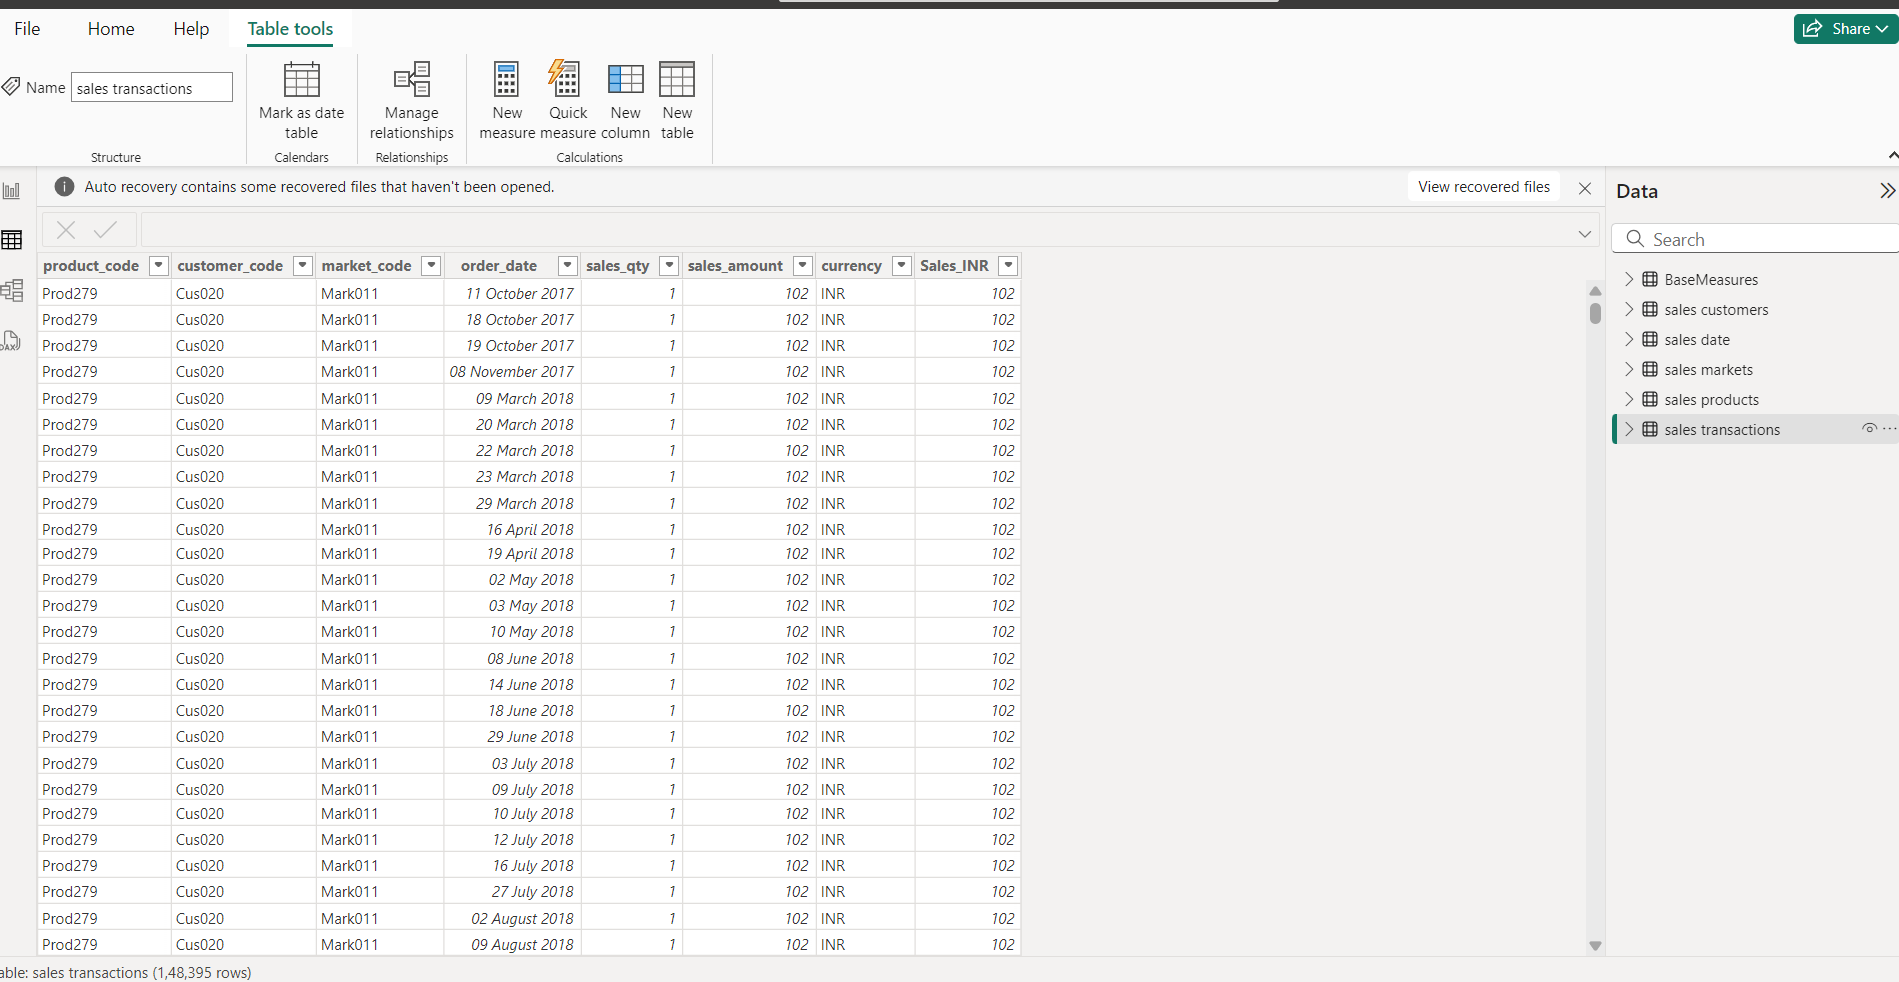 File Home Help Table tools Share
Name sales transactions
Mark as date table
Manage relationships
New measure
Quick measure
New column
New table
Structure Calendars Relationships Calculations
Auto recovery contains some recovered files that haven't been opened. View recovered files
product_code customer_code market_code order_date sales_qty sales_amount currency Sales_INR
Prod279 Cus020 Mark011 11 October 2017 1 102 INR 102
Prod279 Cus020 Mark011 18 October 2017 1 102 INR 102
Prod279 Cus020 Mark011 19 October 2017 1 102 INR 102
Prod279 Cus020 Mark011 08 November 2017 1 102 INR 102
Prod279 Cus020 Mark011 09 March 2018 1 102 INR 102
Prod279 Cus020 Mark011 20 March 2018 1 102 INR 102
Prod279 Cus020 Mark011 22 March 2018 1 102 INR 102
Prod279 Cus020 Mark011 23 March 2018 1 102 INR 102
Prod279 Cus020 Mark011 29 March 2018 1 102 INR 102
Prod279 Cus020 Mark011 16 April 2018 1 102 INR 102
Prod279 Cus020 Mark011 19 April 2018 1 102 INR 102
Prod279 Cus020 Mark011 02 May 2018 1 102 INR 102
Prod279 Cus020 Mark011 03 May 2018 1 102 INR 102
Prod279 Cus020 Mark011 10 May 2018 1 102 INR 102
Prod279 Cus020 Mark011 08 June 2018 1 102 INR 102
Prod279 Cus020 Mark011 14 June 2018 1 102 INR 102
Prod279 Cus020 Mark011 18 June 2018 1 102 INR 102
Prod279 Cus020 Mark011 29 June 2018 1 102 INR 102
Prod279 Cus020 Mark011 03 July 2018 1 102 INR 102
Prod279 Cus020 Mark011 09 July 2018 1 102 INR 102
Prod279 Cus020 Mark011 10 July 2018 1 102 INR 102
Prod279 Cus020 Mark011 12 July 2018 1 102 INR 102
Prod279 Cus020 Mark011 16 July 2018 1 102 INR 102
Prod279 Cus020 Mark011 27 July 2018 1 102 INR 102
Prod279 Cus020 Mark011 02 August 2018 1 102 INR 102
Prod279 Cus020 Mark011 09 August 2018 1 102 INR 102
Data
Search
BaseMeasures
sales customers
sales date
sales markets
sales products
sales transactions
DAX
able: sales transactions (1,48,395 rows)